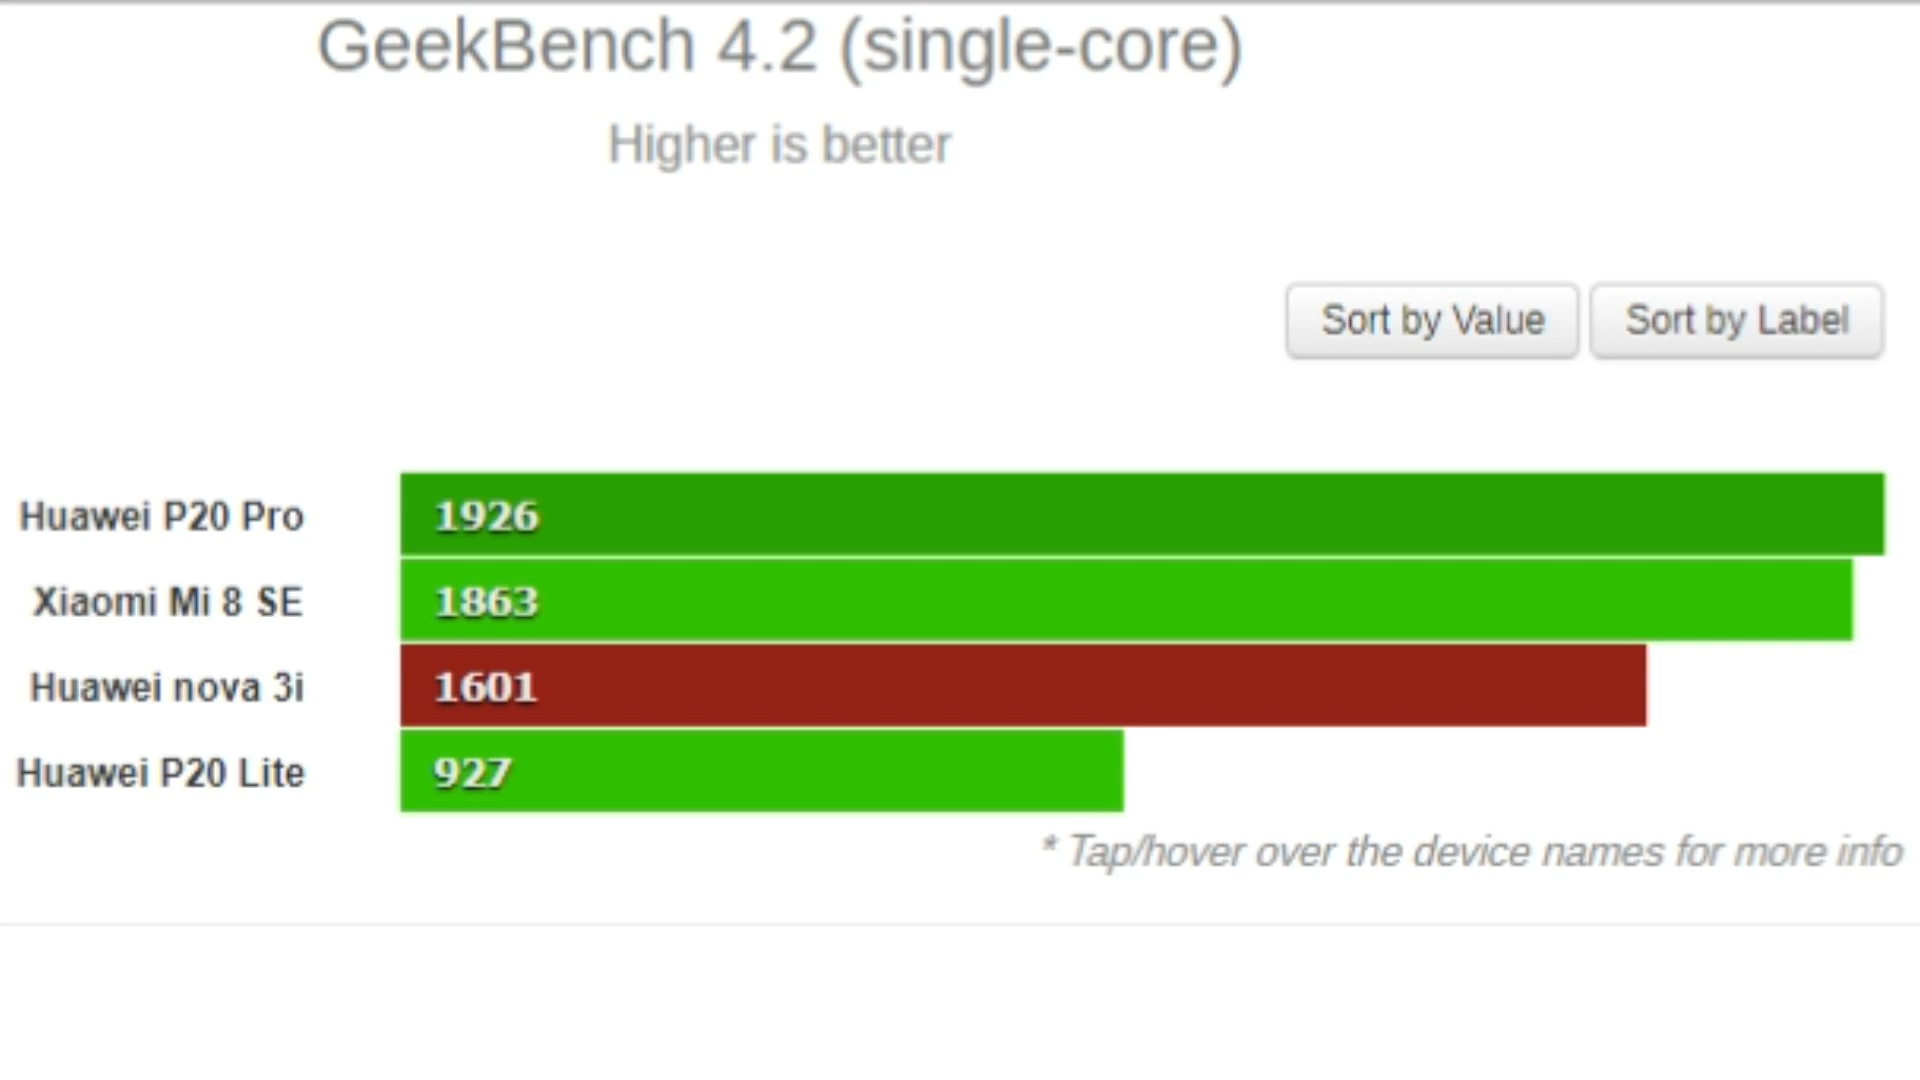 GeekBench 4.2 (single-core)
Higher is better
Sort by Value Sort by Label
Huawei P20 Pro 1926
Xiaomi Mi 8 SE 1863
Huawei nova 3i 1601
Huawei P20 Lite 927
* Tap/hover over the device names for more info